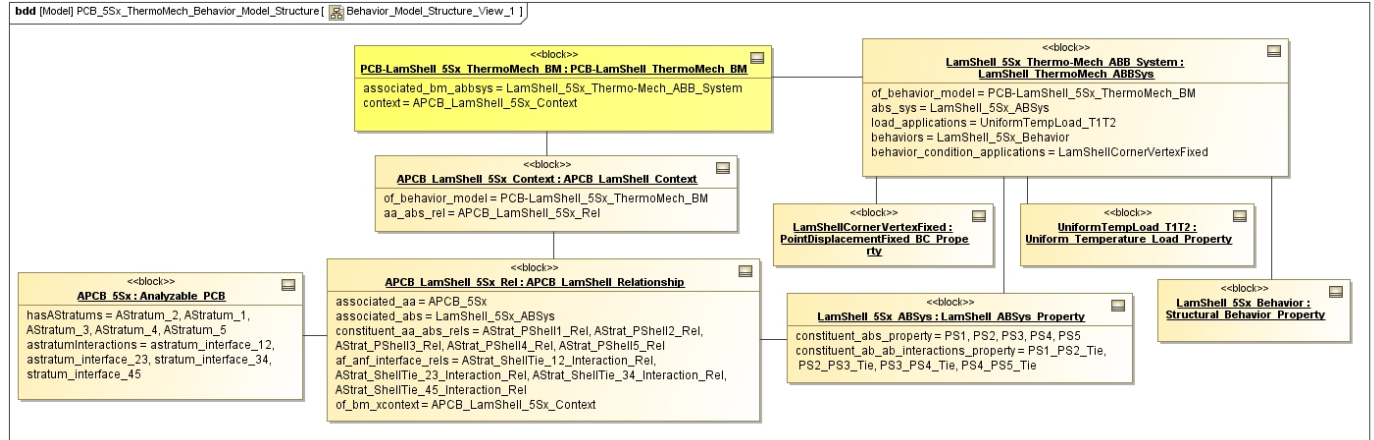 bdd [Model] PCB_5Sx_ThermoMech_Behavior_Model_Structure [ Behavior_Model_Structure_View_1 ]
<<block>>
PCB-LamShell_5Sx_ThermoMech_BM : PCB-LamShell_ThermoMech_BM
associated_bm_abbsys = LamShell_5Sx_Thermo-Mech_ABB_System
context = APCB_LamShell_5Sx_Context
<<block>>
LamShell_5Sx_Thermo-Mech_ABB_System :
LamShell_ThermoMech_ABBSys
of_behavior_model = PCB-LamShell_5Sx_ThermoMech_BM
abs_sys = LamShell_5Sx_ABSys
load_applications = UniformTempLoad_T1T2
behaviors = LamShell_5Sx_Behavior
behavior_condition_applications = LamShellCornerVertexFixed
<<block>>
APCB_LamShell_5Sx_Context : APCB_LamShell_Context
of_behavior_model = PCB-LamShell_5Sx_ThermoMech_BM
aa_abs_rel = APCB_LamShell_5Sx_Rel
<<block>>
LamShellCornerVertexFixed :
PointDisplacementFixed_BC_Prope
rty
<<block>>
UniformTempLoad_T1T2 :
Uniform_Temperature_Load_Property
<<block>>
APCB_5Sx : Analyzable_PCB
hasAStratums = AStratum_2, AStratum_1,
AStratum_3, AStratum_4, AStratum_5
astratumInteractions = astratum_interface_12,
astratum_interface_23, stratum_interface_34,
stratum_interface_45
<<block>>
APCB_LamShell_5Sx_Rel : APCB_LamShell_Relationship
associated_aa = APCB_5Sx
associated_abs = LamShell_5Sx_ABSys
constituent_aa_abs_rels = AStrat_PShell1_Rel, AStrat_PShell2_Rel,
AStrat_PShell3_Rel, AStrat_PShell4_Rel, AStrat_PShell5_Rel
af_anf_interface_rels = AStrat_ShellTie_12_Interaction_Rel,
AStrat_ShellTie_23_Interaction_Rel, AStrat_ShellTie_34_Interaction_Rel,
AStrat_ShellTie_45_Interaction_Rel
of_bm_xcontext = APCB_LamShell_5Sx_Context
<<block>>
LamShell_5Sx_ABSys : LamShell_ABSys_Property
constituent_abs_property = PS1, PS2, PS3, PS4, PS5
constituent_ab_ab_interactions_property = PS1_PS2_Tie,
PS2_PS3_Tie, PS3_PS4_Tie, PS4_PS5_Tie
<<block>>
LamShell_5Sx_Behavior :
Structural_Behavior_Property